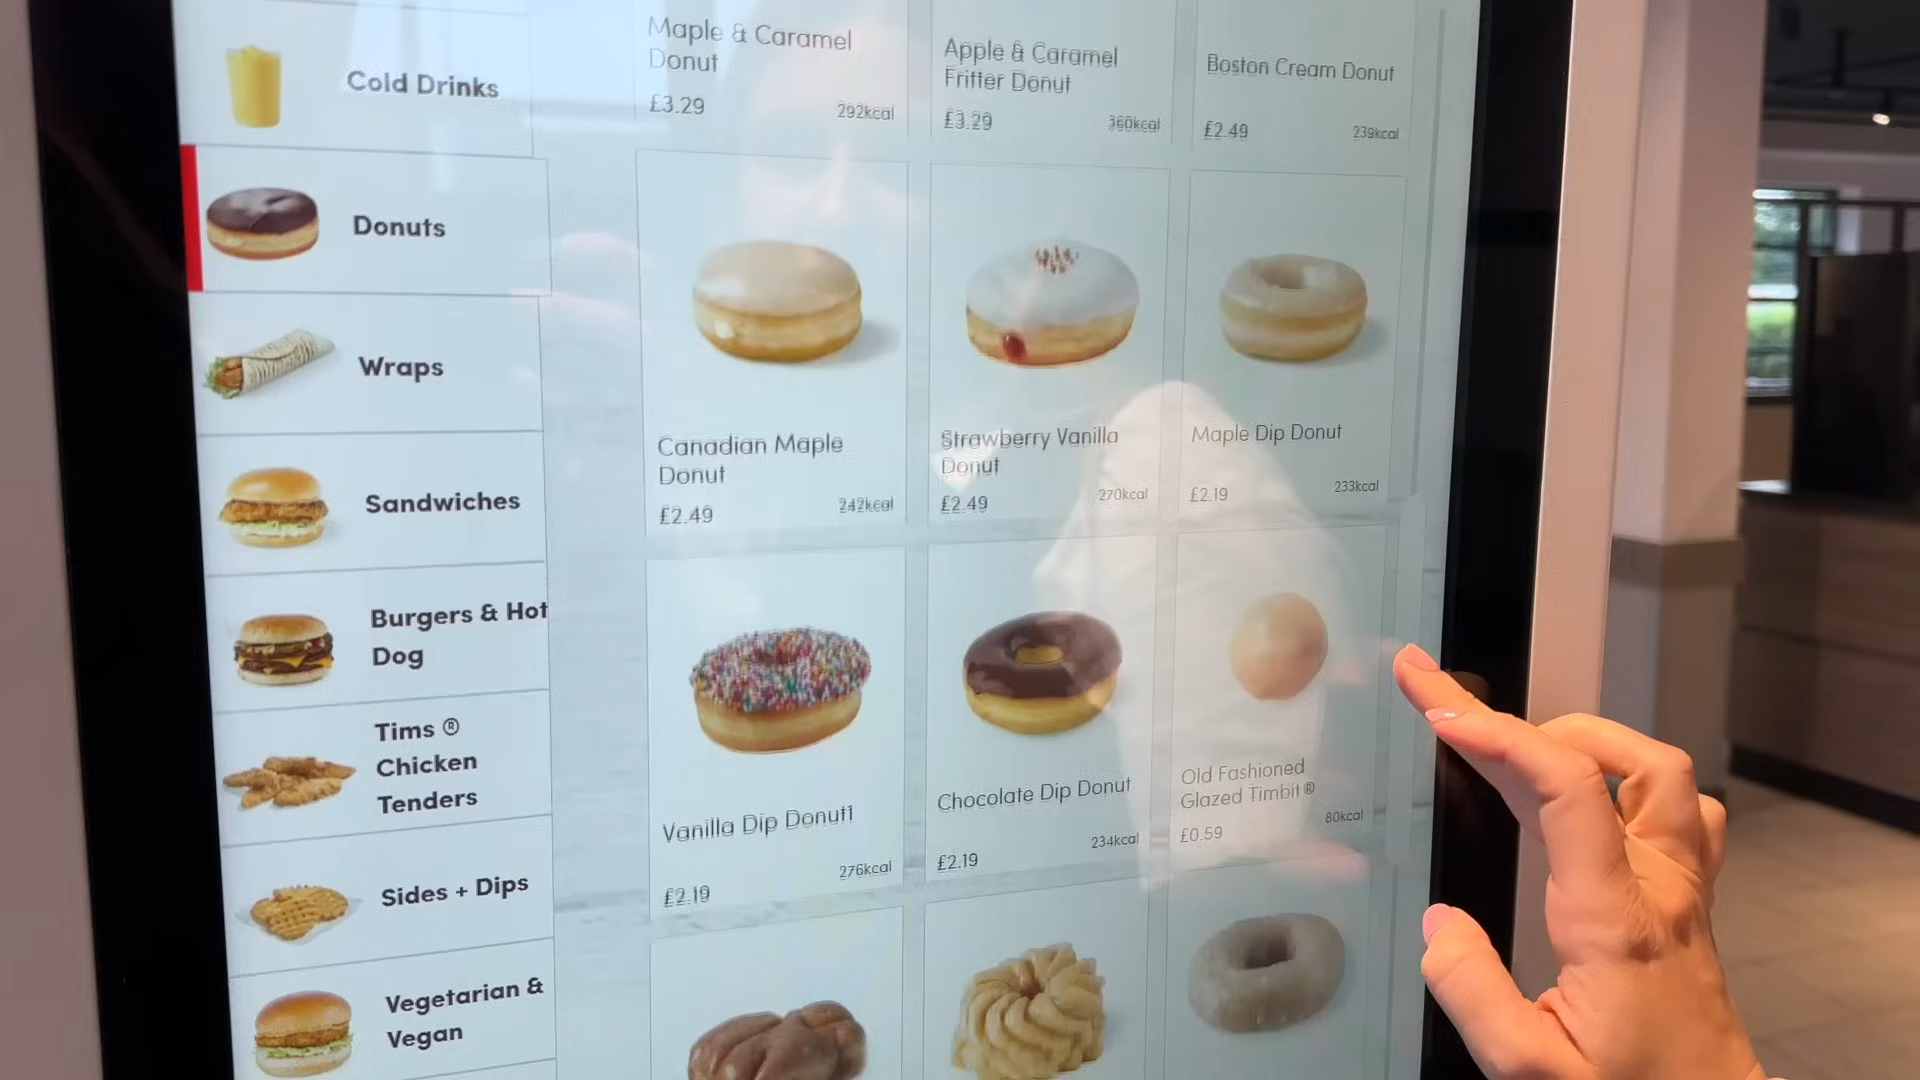 Cold Drinks
Donuts
Wraps
Sandwiches
Burgers & Hot
Dog
Tims ®
Chicken
Tenders
Sides + Dips
Vegetarian &
Vegan
Maple & Caramel
Donut
£3.29
292kcal
Apple & Caramel
Fritter Donut
£3.29
360kcal
Boston Cream Donut
£2.49
239kcal
Canadian Maple
Donut
£2.49
242kcal
Strawberry Vanilla
Donut
£2.49
270kcal
Maple Dip Donut
£2.19
233kcal
Vanilla Dip Donut1
£2.19
276kcal
Chocolate Dip Donut
£2.19
234kcal
Old Fashioned
Glazed Timbit®
£0.59
80kcal